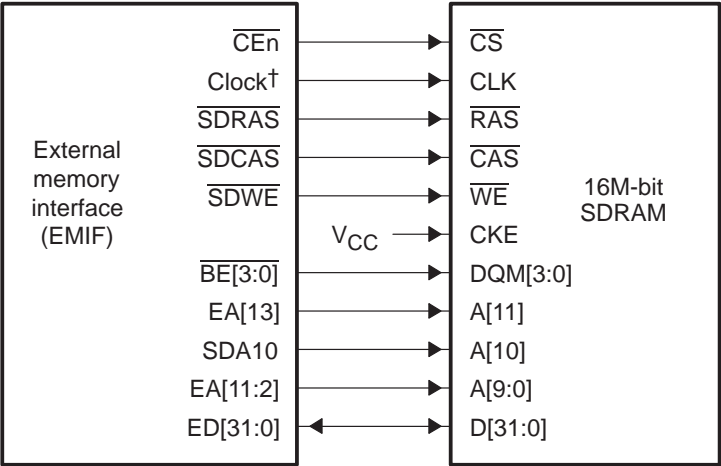 CEn CS
Clock† CLK
SDRAS RAS
External
memory
interface
(EMIF)
SDCAS CAS
SDWE WE
16M-bit
SDRAM
VCC CKE
BE[3:0] DQM[3:0]
EA[13] A[11]
SDA10 A[10]
EA[11:2] A[9:0]
ED[31:0] D[31:0]